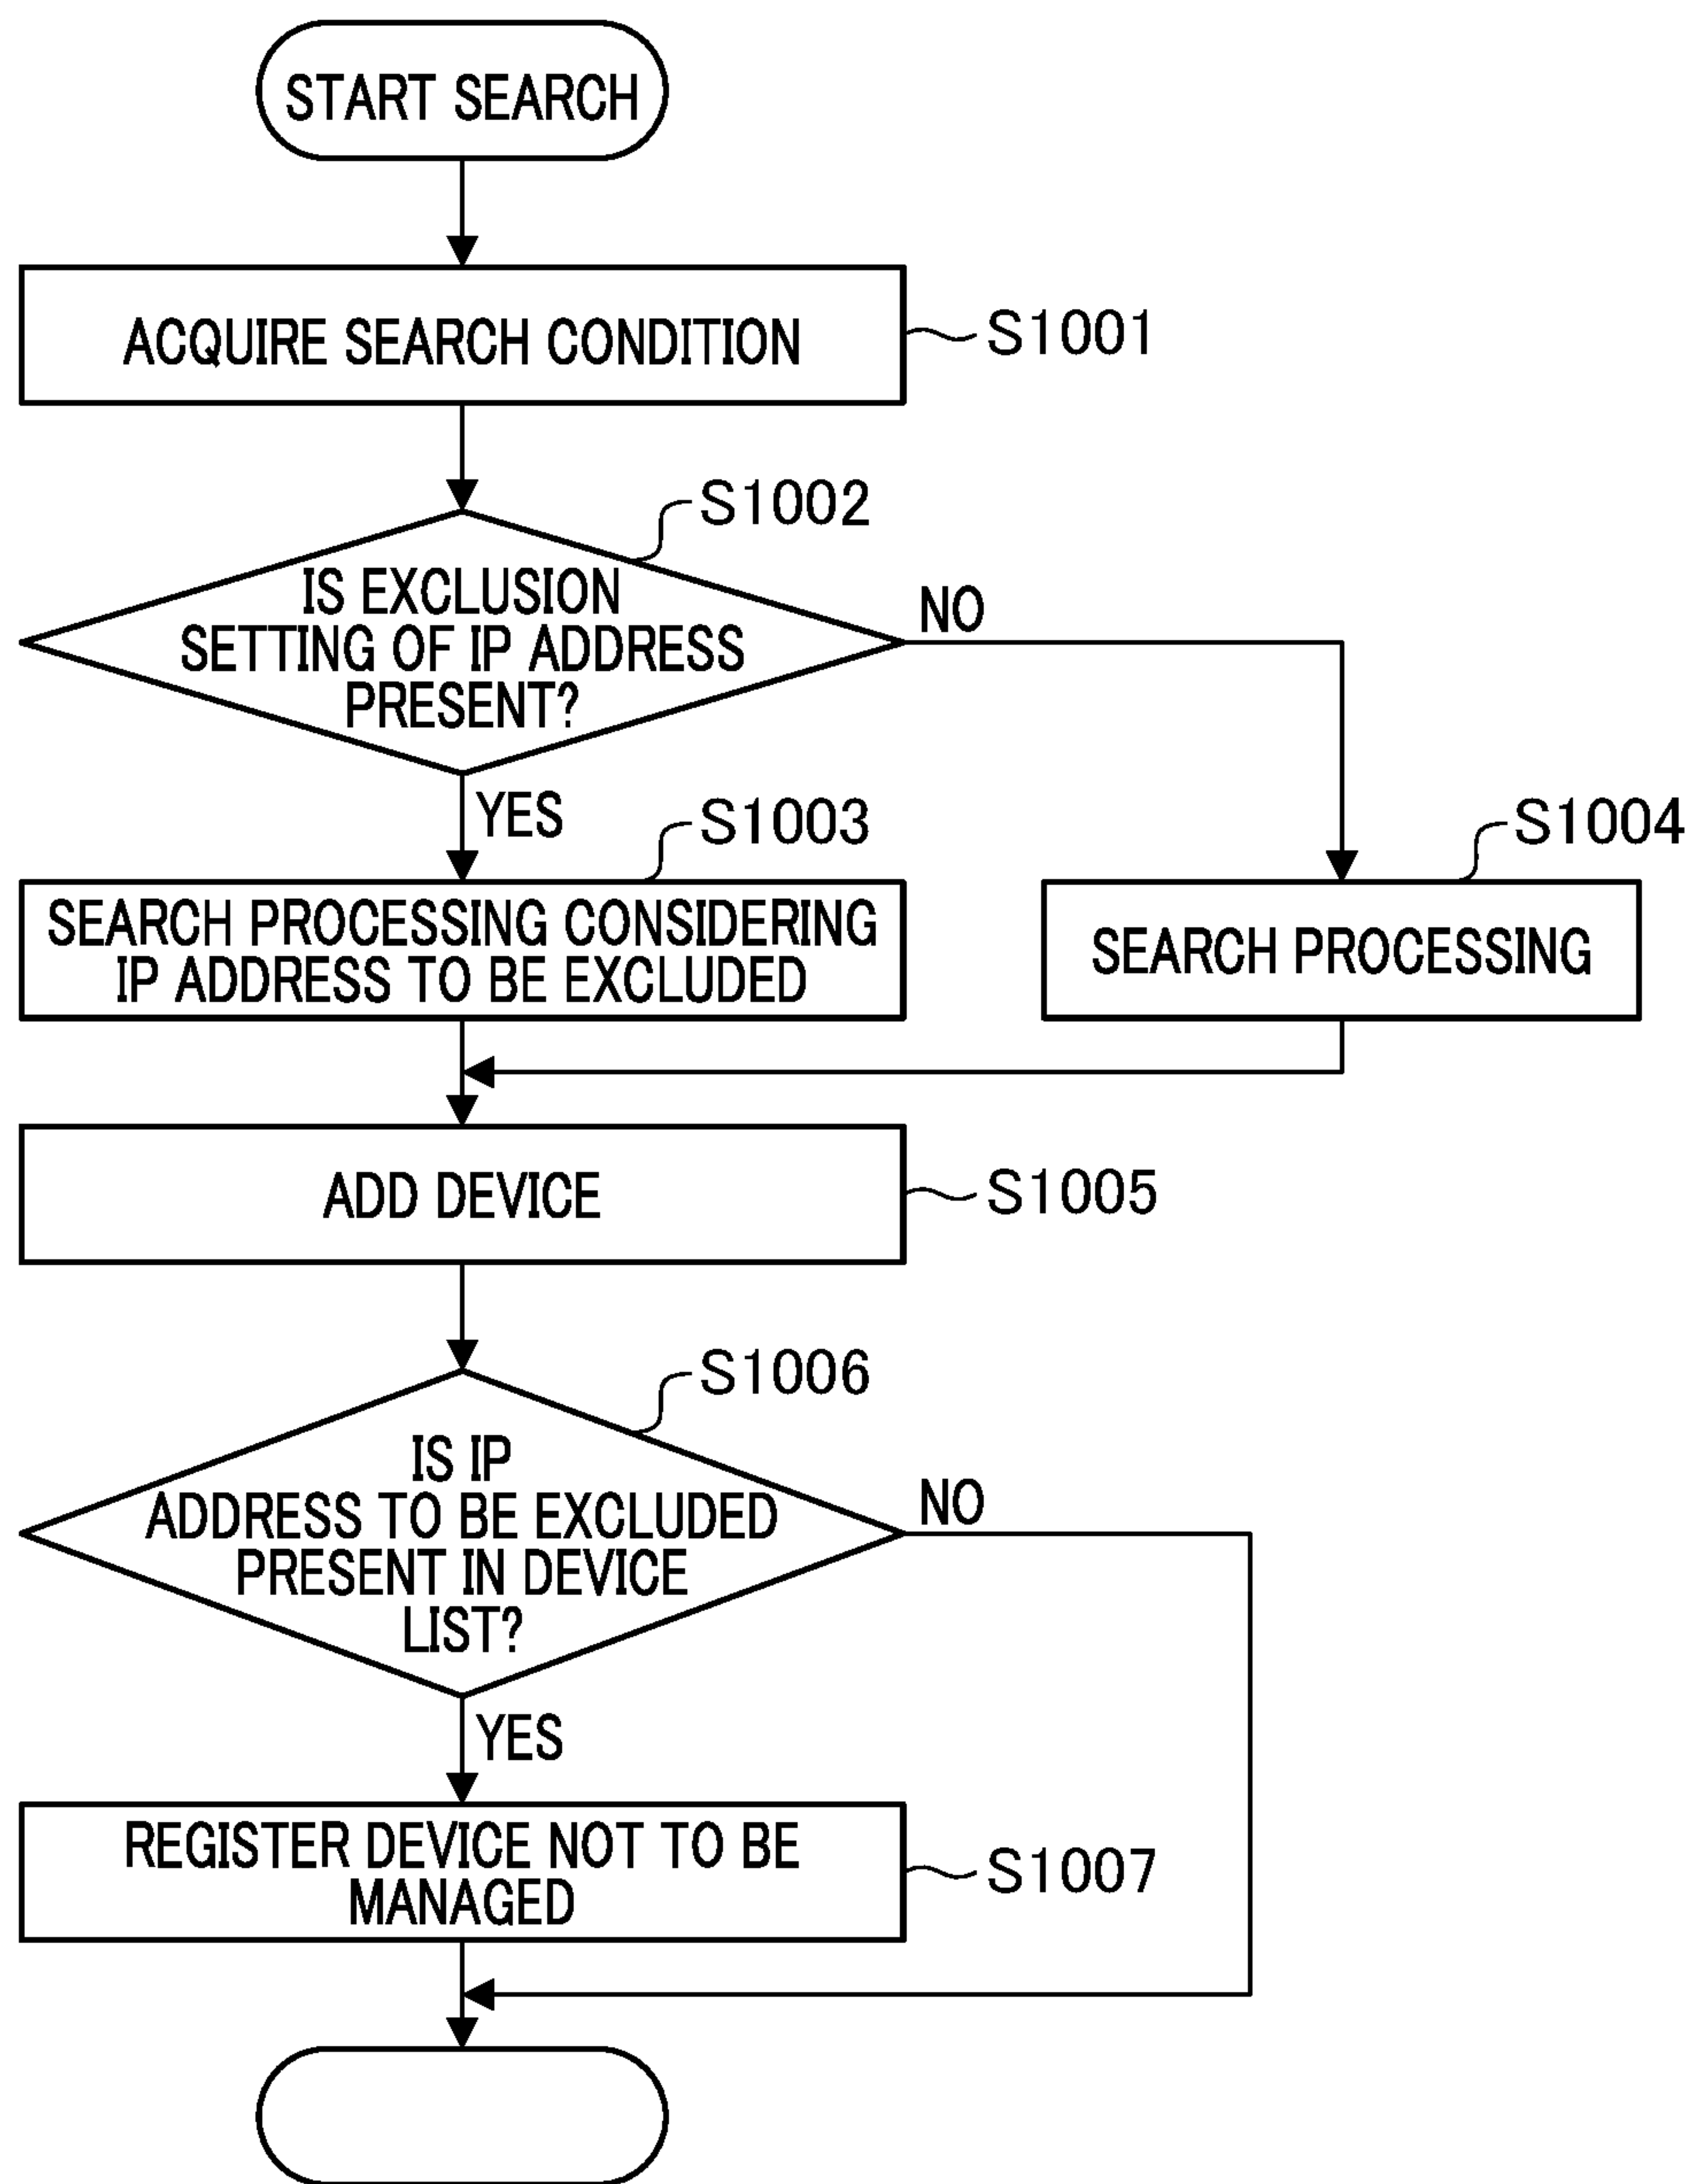 START SEARCH
ACQUIRE SEARCH CONDITION
S1001
S1002
IS EXCLUSION
SETTING OF IP ADDRESS
PRESENT?
NO
YES
S1003
S1004
SEARCH PROCESSING CONSIDERING
IP ADDRESS TO BE EXCLUDED
SEARCH PROCESSING
ADD DEVICE
S1005
S1006
IS IP
ADDRESS TO BE EXCLUDED
PRESENT IN DEVICE
LIST?
NO
YES
REGISTER DEVICE NOT TO BE
MANAGED
S1007